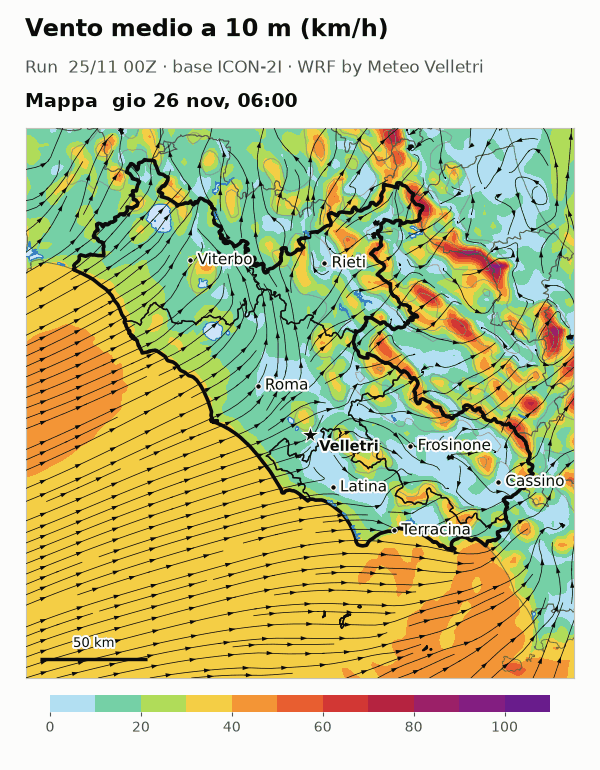 Vento medio a 10 m (km/h)
Run  25/11 00Z · base ICON-2I · WRF by Meteo Velletri
Mappa  gio 26 nov, 06:00
Viterbo
Rieti
Roma
Velletri
Frosinone
Latina
Cassino
Terracina
50 km
0 20 40 60 80 100